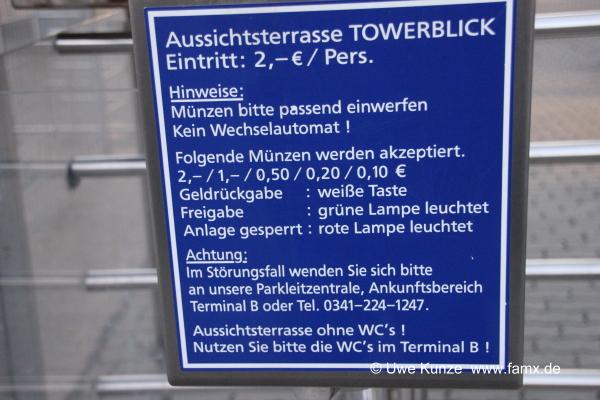 Aussichtsterrasse TOWERBLICK
Eintritt: 2,– € / Pers.
Hinweise:
Münzen bitte passend einwerfen
Kein Wechselautomat !
Folgende Münzen werden akzeptiert.
2,– / 1,– / 0,50 / 0,20 / 0,10 €
Geldrückgabe : weiße Taste
Freigabe : grüne Lampe leuchtet
Anlage gesperrt : rote Lampe leuchtet
Achtung:
Im Störungsfall wenden Sie sich bitte
an unsere Parkleitzentrale, Ankunftsbereich
Terminal B oder Tel. 0341–224–1247.
Aussichtsterrasse ohne WC's !
Nutzen Sie bitte die WC's im Terminal B !
© Uwe Kunze www.famx.de